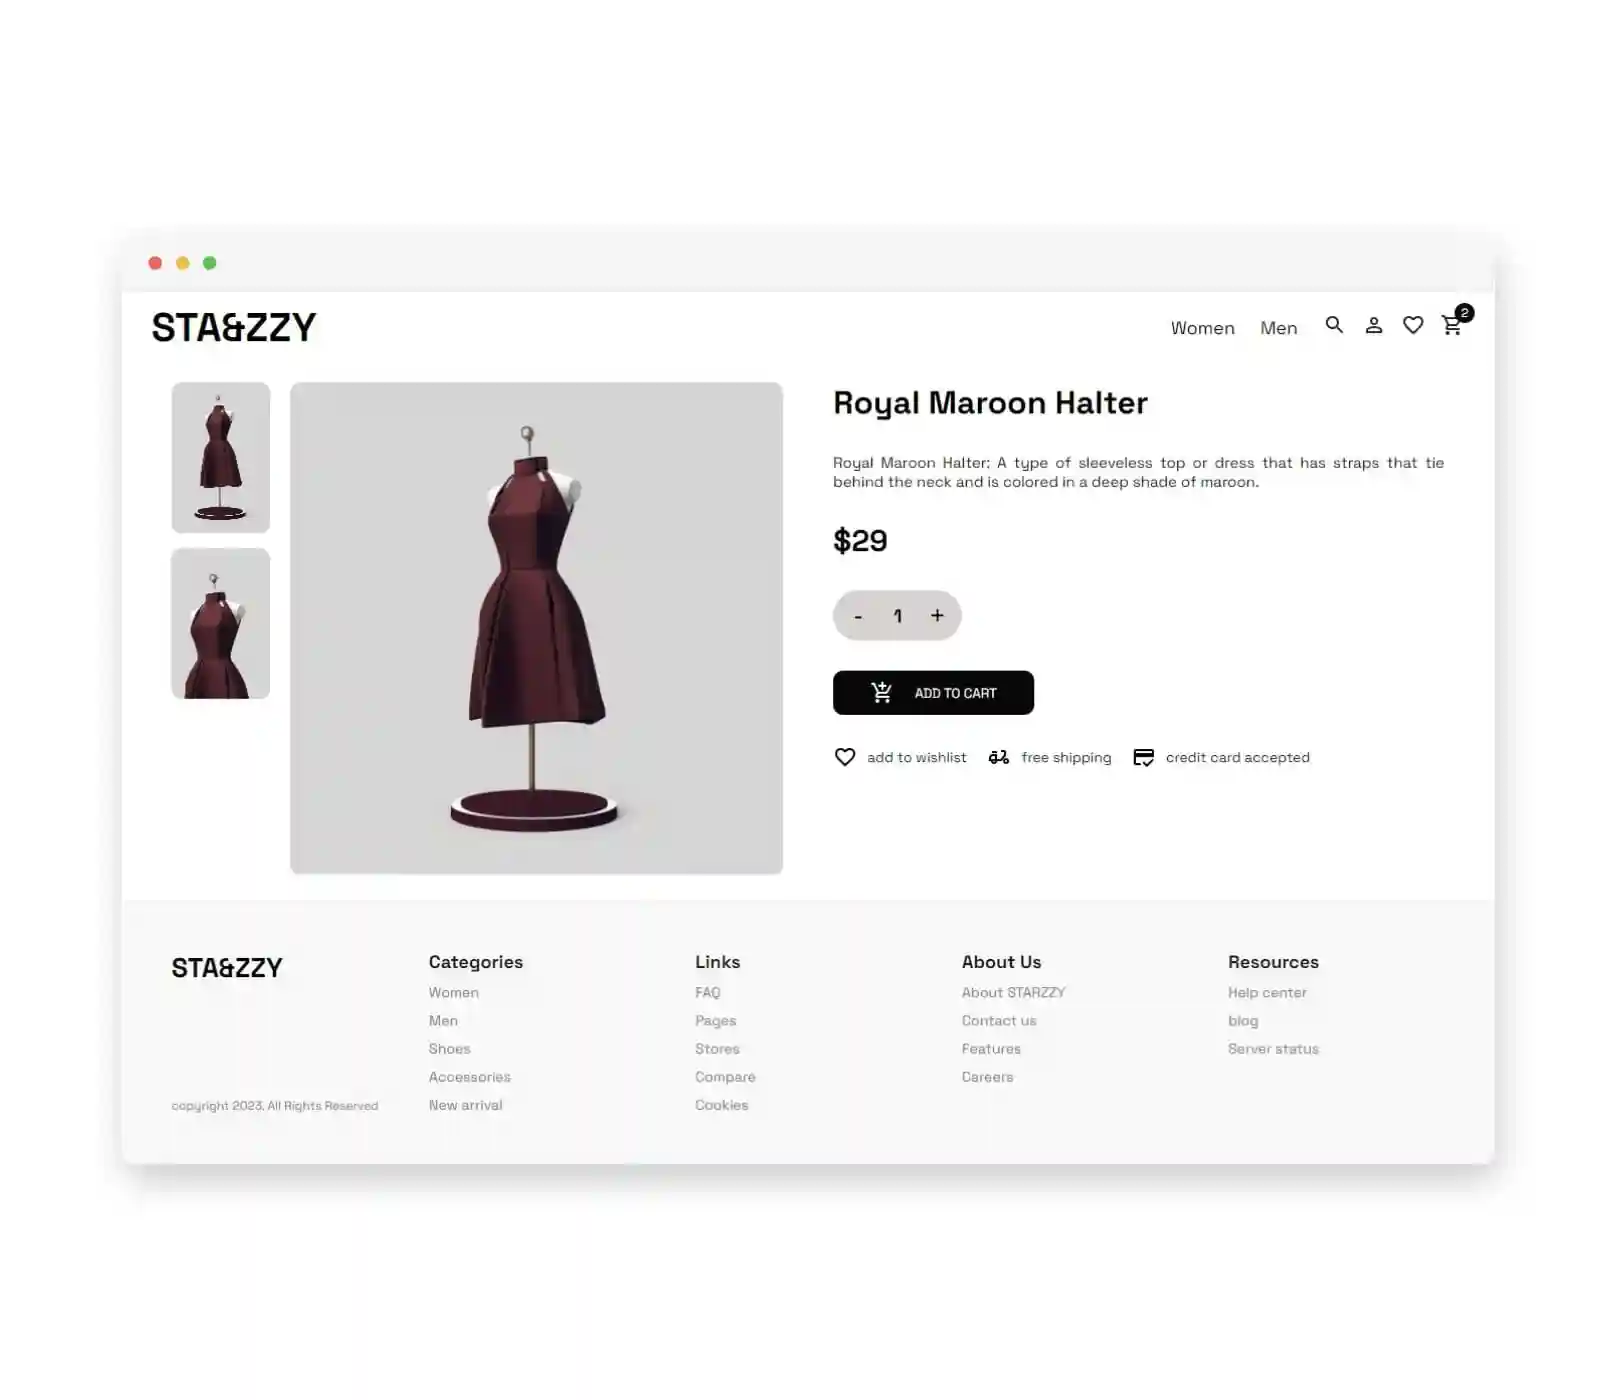 STA&ZZY
Women Men
2
Royal Maroon Halter
Royal Maroon Halter: A type of sleeveless top or dress that has straps that tie
behind the neck and is colored in a deep shade of maroon.
$29
- 1 +
ADD TO CART
add to wishlist free shipping credit card accepted
STA&ZZY
copyright 2023. All Rights Reserved
Categories
Women
Men
Shoes
Accessories
New arrival
Links
FAQ
Pages
Stores
Compare
Cookies
About Us
About STARZZY
Contact us
Features
Careers
Resources
Help center
blog
Server status